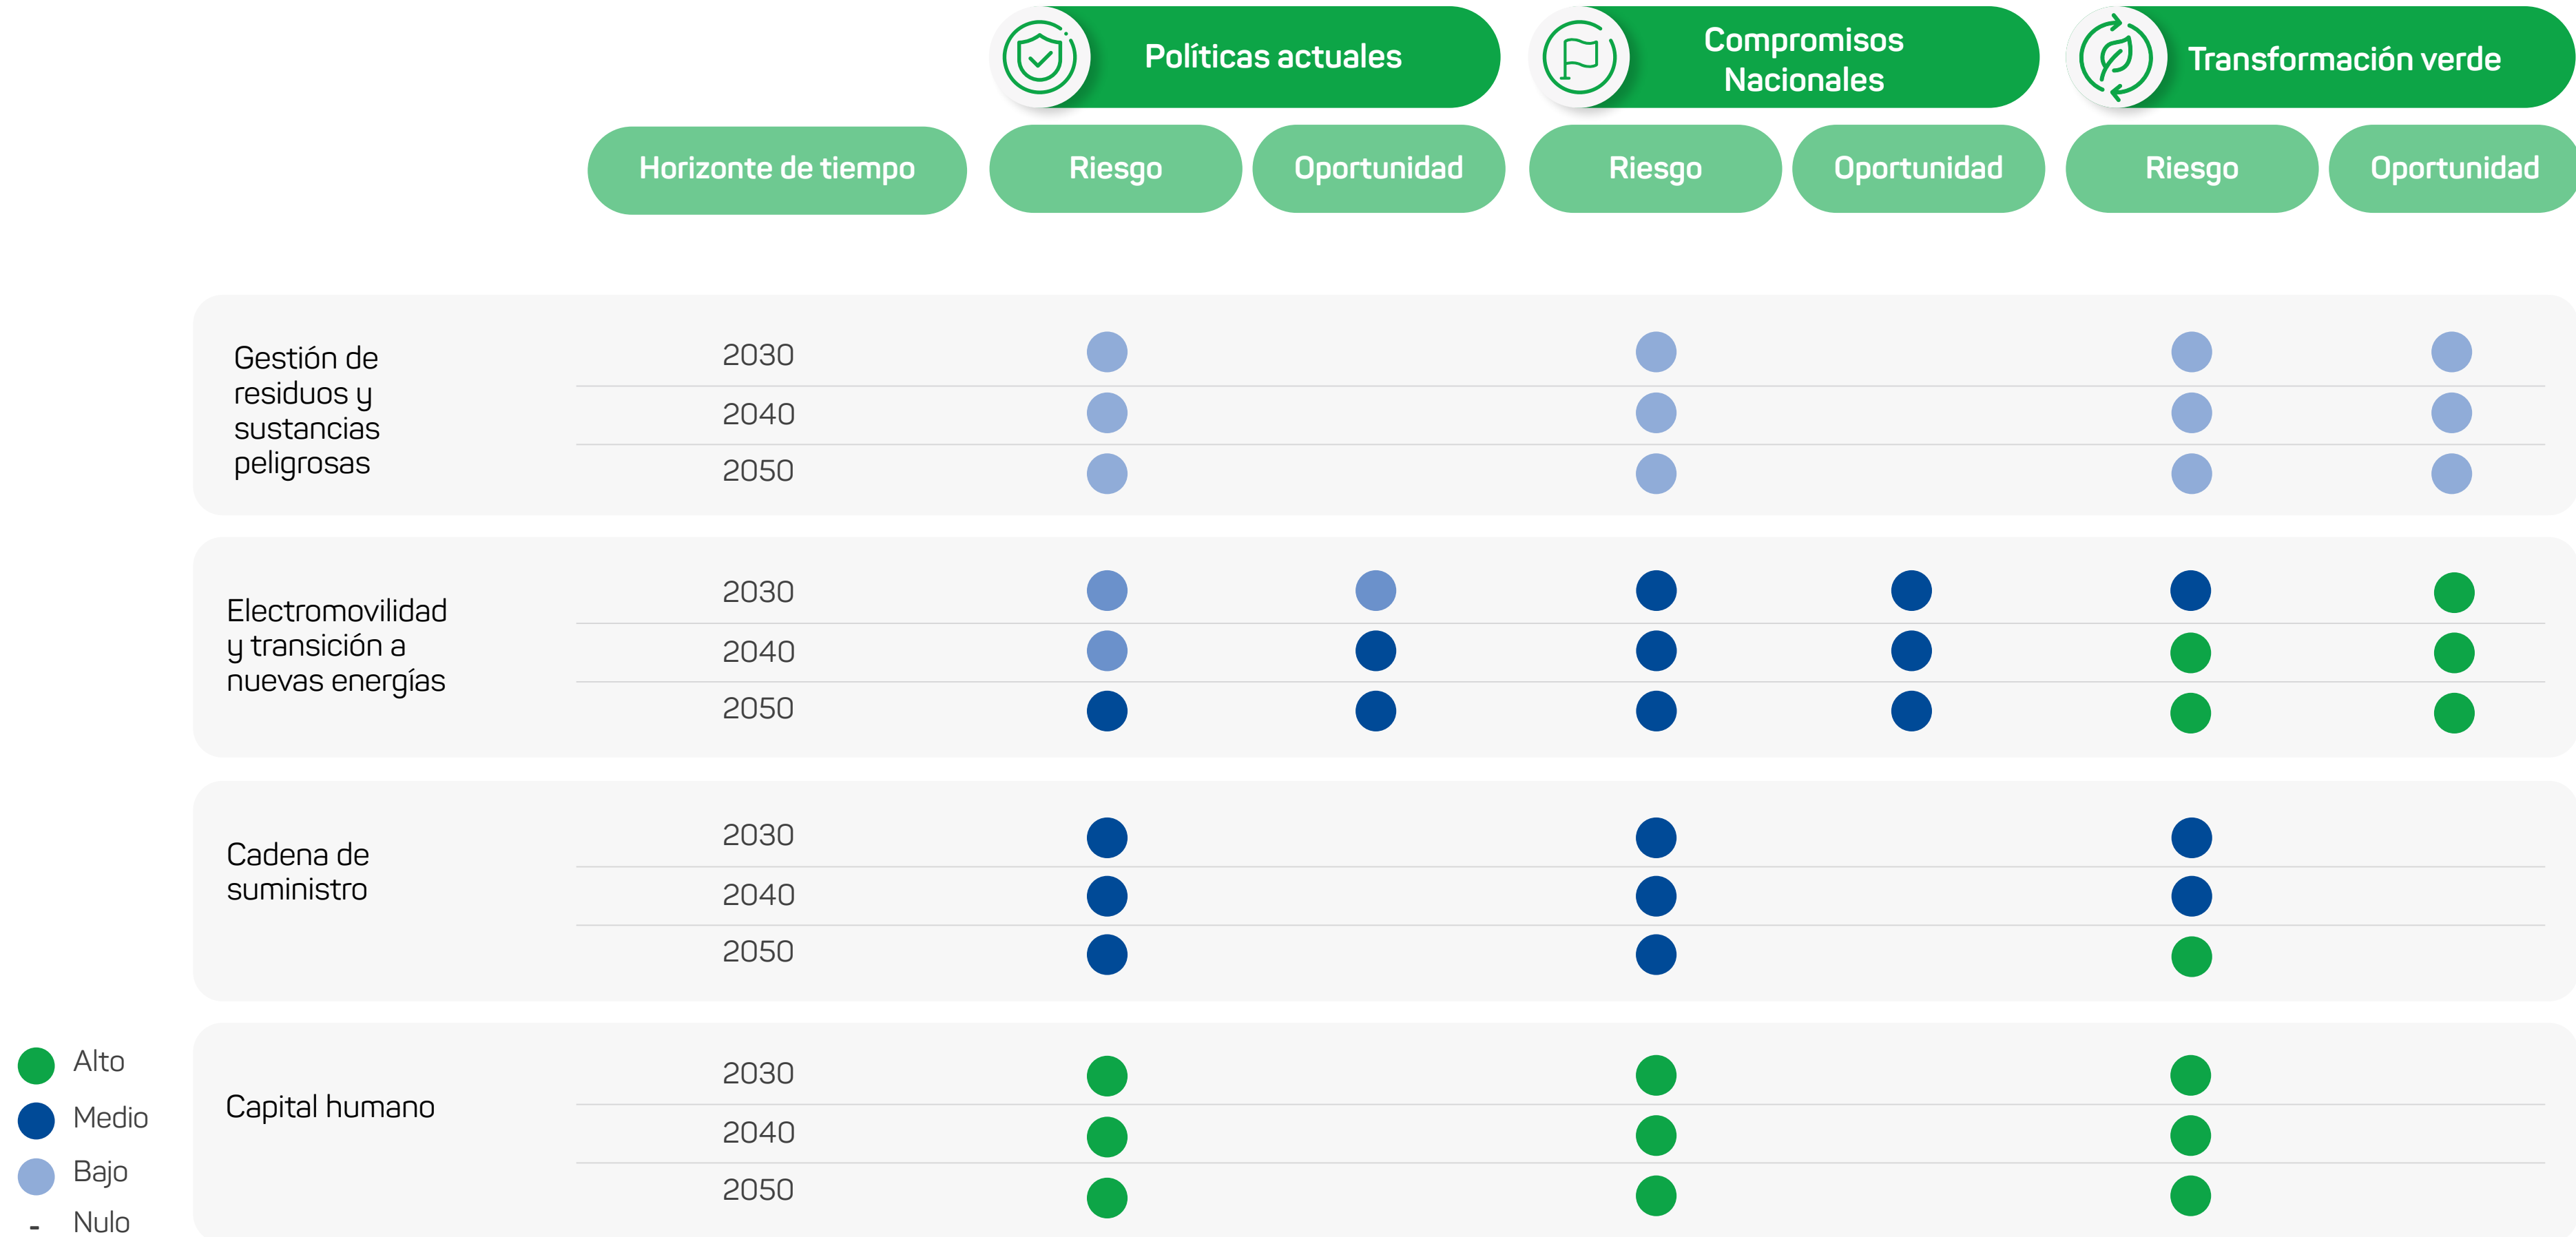 Políticas actuales
Compromisos
Nacionales
Transformación verde
Horizonte de tiempo
Riesgo
Oportunidad
Riesgo
Oportunidad
Riesgo
Oportunidad
Gestión de
residuos y
sustancias
peligrosas
2030
2040
2050
Electromovilidad
y transición a
nuevas energías
2030
2040
2050
Cadena de
suministro
2030
2040
2050
Capital humano
2030
2040
2050
Alto
Medio
Bajo
- Nulo